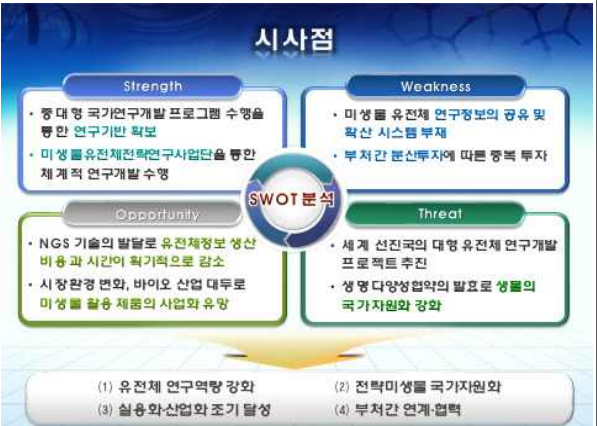 시사점
Strength
• 중대형 국가연구개발 프로그램 수행을
통한 연구기반 확보
• 미생물유전체전략연구사업단을 통한
체계적 연구개발 수행
Weakness
• 미생물 유전체 연구정보의 공유 및
확산 시스템 부재
• 부처간 분산투자에 따른 중복 투자
SWOT분석
Opportunity
• NGS 기술의 발달로 유전체정보 생산
비용과 시간이 획기적으로 감소
• 시장환경 변화, 바이오 산업 대두로
미생물 활용 제품의 사업화 유망
Threat
• 세계 선진국의 대형 유전체 연구개발
프로젝트 추진
• 생명다양성협약의 발효로 생물의
국가자원화 강화
(1) 유전체 연구역량 강화
(2) 전략미생물 국가자원화
(3) 실용화·산업화 조기 달성
(4) 부처간 연계·협력